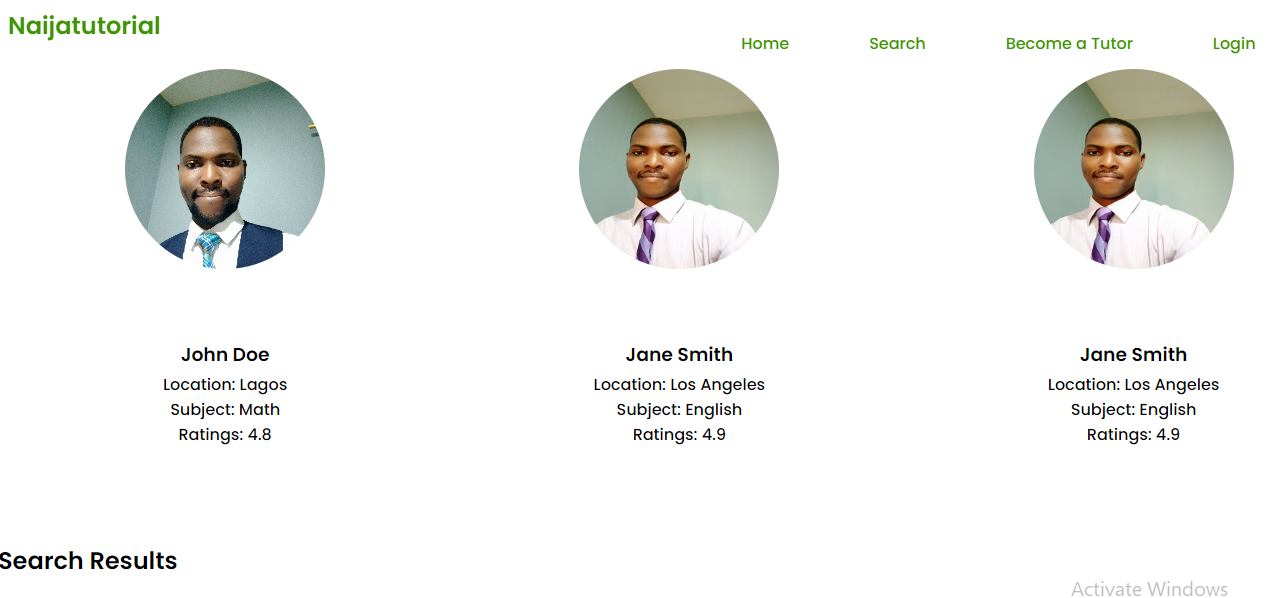 Naijatutorial
Home Search Become a Tutor Login
John Doe
Location: Lagos
Subject: Math
Ratings: 4.8
Jane Smith
Location: Los Angeles
Subject: English
Ratings: 4.9
Jane Smith
Location: Los Angeles
Subject: English
Ratings: 4.9
Search Results
Activate Windows